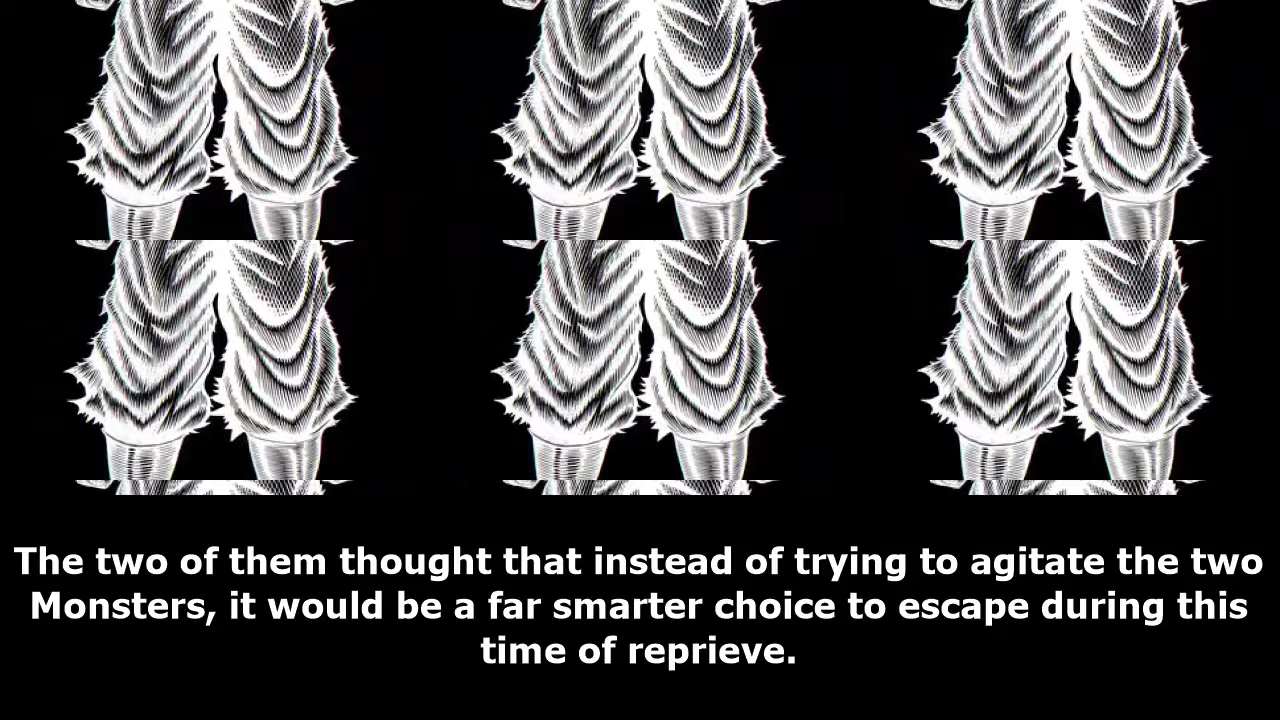 The two of them thought that instead of trying to agitate the two
Monsters, it would be a far smarter choice to escape during this
time of reprieve.